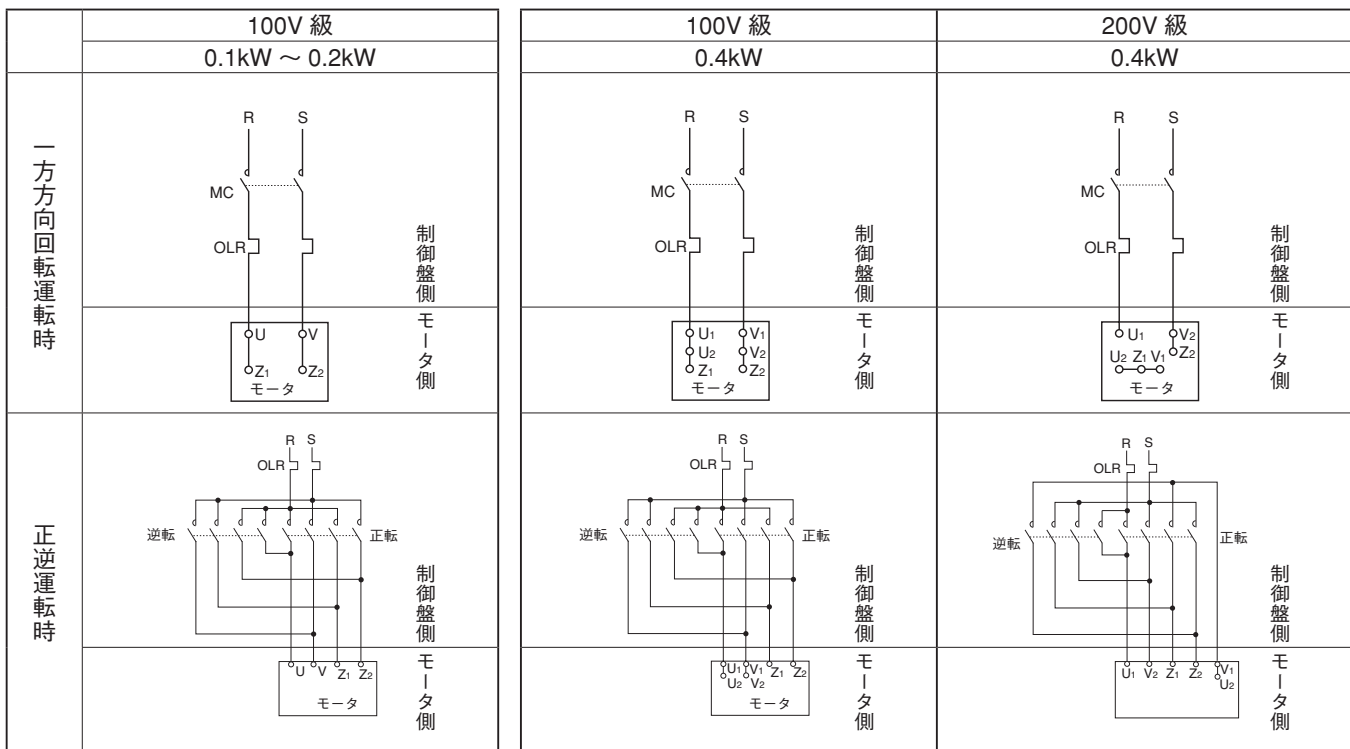 100V 級
100V 級
200V 級
0.1kW ～ 0.2kW
0.4kW
0.4kW
一方方向回転運転時
R S
MC
OLR
制御盤側
U V
Z1 Z2
モータ
モータ側
R S
MC
OLR
制御盤側
U1 V1
U2 V2
Z1 Z2
モータ
モータ側
R S
MC
OLR
制御盤側
U1 V2
U2 Z1 V1 Z2
モータ
モータ側
正逆運転時
R S
OLR
逆転 正転
制御盤側
U V Z1 Z2
モータ
モータ側
R S
OLR
逆転 正転
制御盤側
U1 V1 Z1 Z2
U2 V2
モータ
モータ側
R S
OLR
逆転 正転
制御盤側
U1 V2 Z1 Z2 V1
U2
モータ側